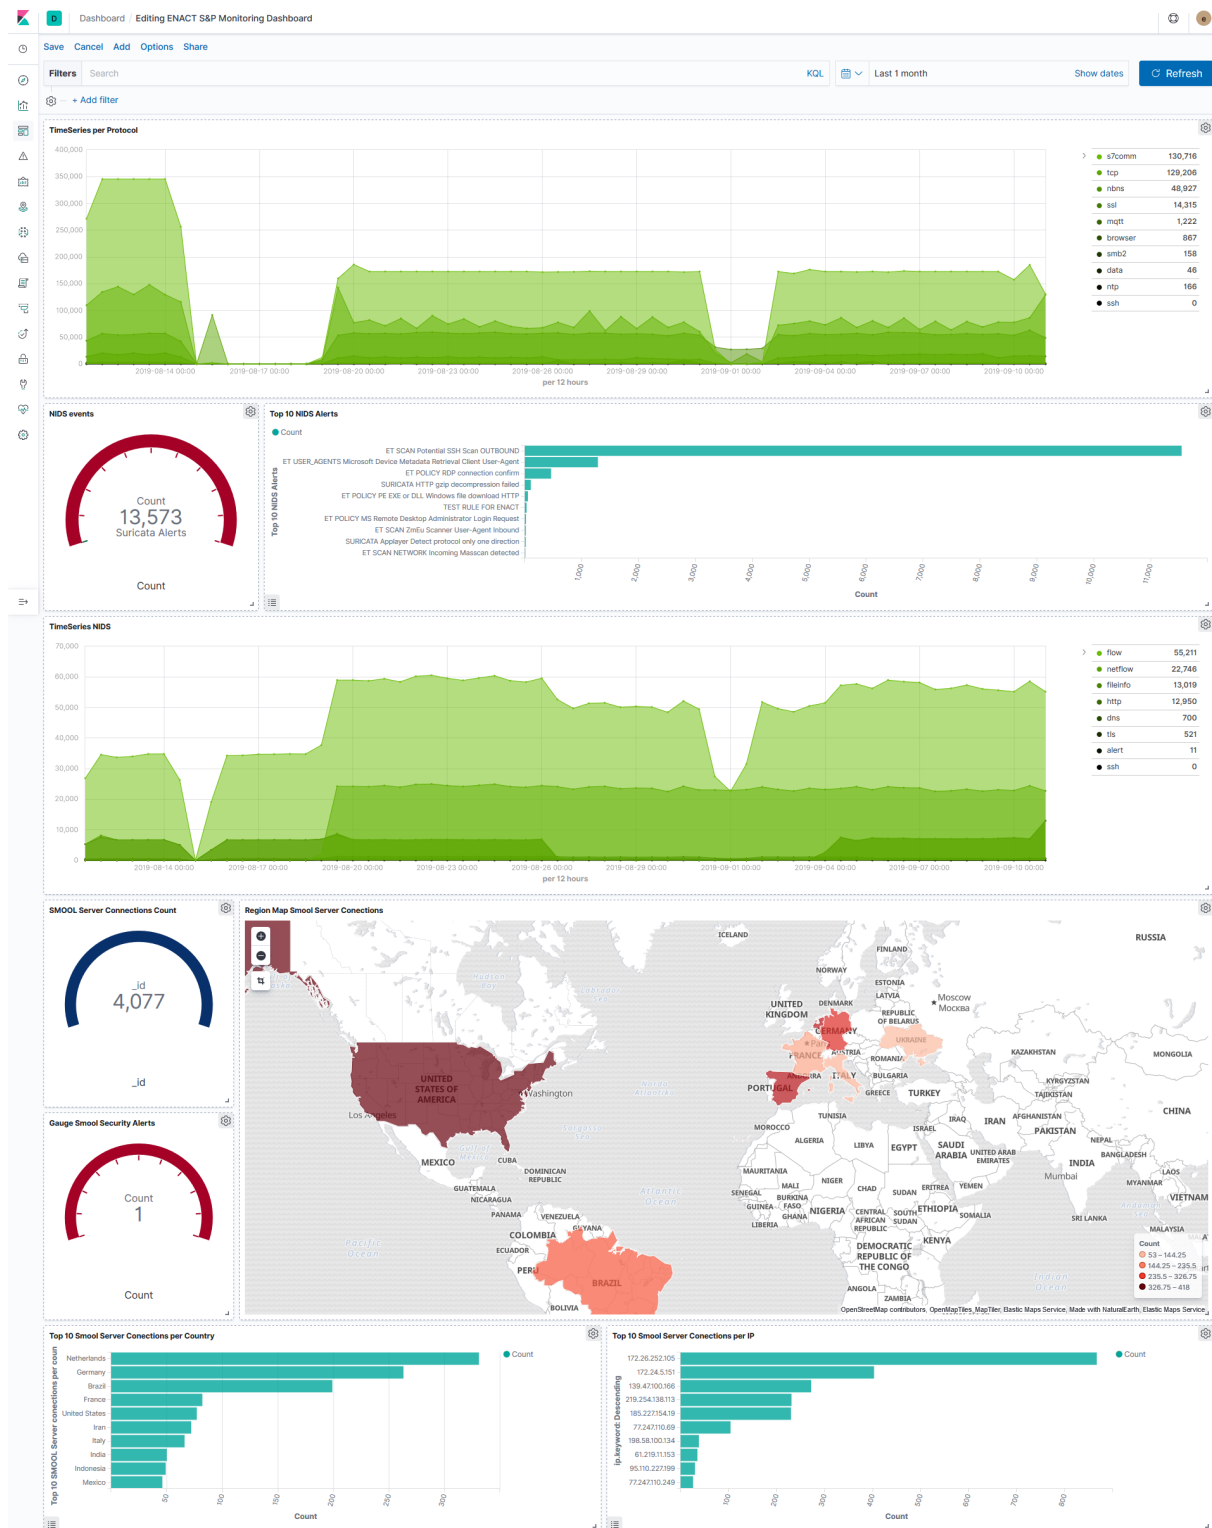 D Dashboard / Editing ENACT S&P Monitoring Dashboard e
Save Cancel Add Options Share
Filters Search KQL Last 1 month Show dates Refresh
+ Add filter
TimeSeries per Protocol
400,000
350,000
300,000
250,000
200,000
150,000
100,000
50,000
0
2019-08-14 00:00 2019-08-17 00:00 2019-08-20 00:00 2019-08-23 00:00 2019-08-26 00:00 2019-08-29 00:00 2019-09-01 00:00 2019-09-04 00:00 2019-09-07 00:00 2019-09-10 00:00
per 12 hours
s7comm 130,716
tcp 129,206
nbns 48,927
ssl 14,315
mqtt 1,222
browser 867
smb2 158
data 46
ntp 166
ssh 0
NIDS events
Count
13,573
Suricata Alerts
Count
Top 10 NIDS Alerts
Count
Top 10 NIDS Alerts
ET SCAN Potential SSH Scan OUTBOUND
ET USER_AGENTS Microsoft Device Metadata Retrieval Client User-Agent
ET POLICY RDP connection confirm
SURICATA HTTP gzip decompression failed
ET POLICY PE EXE or DLL Windows file download HTTP
TEST RULE FOR ENACT
ET POLICY MS Remote Desktop Administrator Login Request
ET SCAN ZmEu Scanner User-Agent Inbound
SURICATA Applayer Detect protocol only one direction
ET SCAN NETWORK Incoming Masscan detected
1,000 2,000 3,000 4,000 5,000 6,000 7,000 8,000 9,000 10,000 11,000
Count
TimeSeries NIDS
70,000
60,000
50,000
40,000
30,000
20,000
10,000
0
2019-08-14 00:00 2019-08-17 00:00 2019-08-20 00:00 2019-08-23 00:00 2019-08-26 00:00 2019-08-29 00:00 2019-09-01 00:00 2019-09-04 00:00 2019-09-07 00:00 2019-09-10 00:00
per 12 hours
flow 55,211
netflow 22,746
fileinfo 13,019
http 12,950
dns 700
tls 521
alert 11
ssh 0
SMOOL Server Connections Count
_id
4,077
_id
Gauge Smool Security Alerts
Count
1
Count
Region Map Smool Server Conections
ICELAND
RUSSIA
FINLAND
NORWAY
Hudson
Bay
Labrador
Sea
ESTONIA
LATVIA
Moscow
Москва
UNITED
KINGDOM
DENMARK
REPUBLIC
OF BELARUS
GERMANY
UKRAINE
FRANCE
AUSTRIA
ROMANIA
KAZAKHSTAN
MONGOLIA
ITALY
BULGARIA
UNITED
STATES OF
AMERICA
Washington
Los Angeles
PORTUGAL
GREECE
TURKEY
KYRGYZSTAN
TAJIKISTAN
CHINA
Sargasso
Sea
TUNISIA
MOROCCO
ALGERIA
LIBYA
EGYPT
ISRAEL
IRAQ
IRAN
AFGHANISTAN
PAKISTAN
SAUDI
ARABIA
UNITED ARAB
EMIRATES
NEPAL
BANGLADESH
INDIA
Mumbai
LAOS
MYANMAR
VIETNAM
MEXICO
Gulf of
CUBA
DOMINICAN
REPUBLIC
GUATEMALA
NICARAGUA
PANAMA
VENEZUELA
GUYANA
COLOMBIA
ECUADOR
PERU
BRAZIL
BOLIVIA
Atlantic
Ocean
Pacific
Ocean
MAURITANIA
SENEGAL
MALI
NIGER
CHAD
SUDAN
ERITREA
YEMEN
GUINEA
BURKINA
FASO
GHANA
LIBERIA
NIGERIA
CENTRAL
AFRICAN
REPUBLIC
SOUTH
SUDAN
ETHIOPIA
SOMALIA
SRI LANKA
MALAYSIA
KENYA
DEMOCRATIC
REPUBLIC OF
THE CONGO
ANGOLA
ZAMBIA
Indian
Ocean
Count
53 – 144.25
144.25 – 235.5
235.5 – 326.75
326.75 – 418
OpenStreetMap contributors, OpenMapTiles, MapTiler, Elastic Maps Service, Made with NaturalEarth, Elastic Maps Service
Top 10 Smool Server Conections per Country
Top 10 SMOOL Server conections per coun
Netherlands
Germany
Brazil
France
United States
Iran
Italy
India
Indonesia
Mexico
50 100 150 200 250 300
Count
Count
Top 10 Smool Server Conections per IP
ip.keyword: Descending
172.26.252.105
172.24.5.151
139.47.100.166
219.254.138.113
185.227.154.19
77.247.110.69
198.58.100.134
61.219.11.153
95.110.227.199
77.247.110.249
100 200 300 400 500 600 700 800
Count
Count